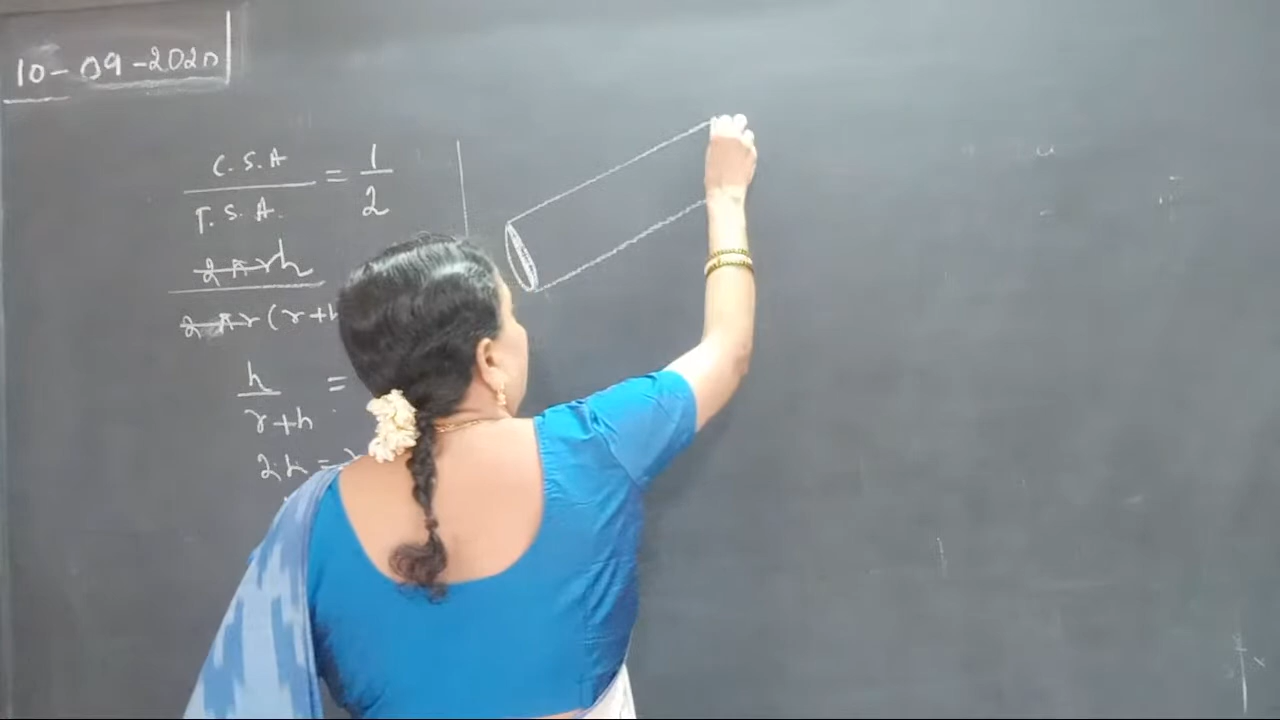 10-09-2020
C.S.A / T.S.A. = 1/2
2πrh / 2πr(r+h
h / r+h =
2h = r